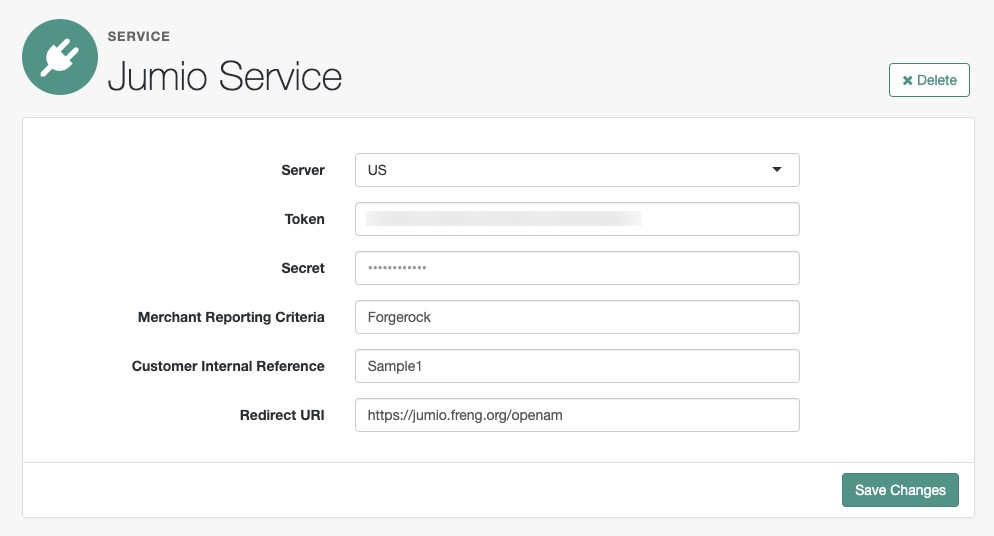 SERVICE
Jumio Service
✖ Delete
Server US
Token
Secret ••••••••••••
Merchant Reporting Criteria Forgerock
Customer Internal Reference Sample1
Redirect URI https://jumio.freng.org/openam
Save Changes